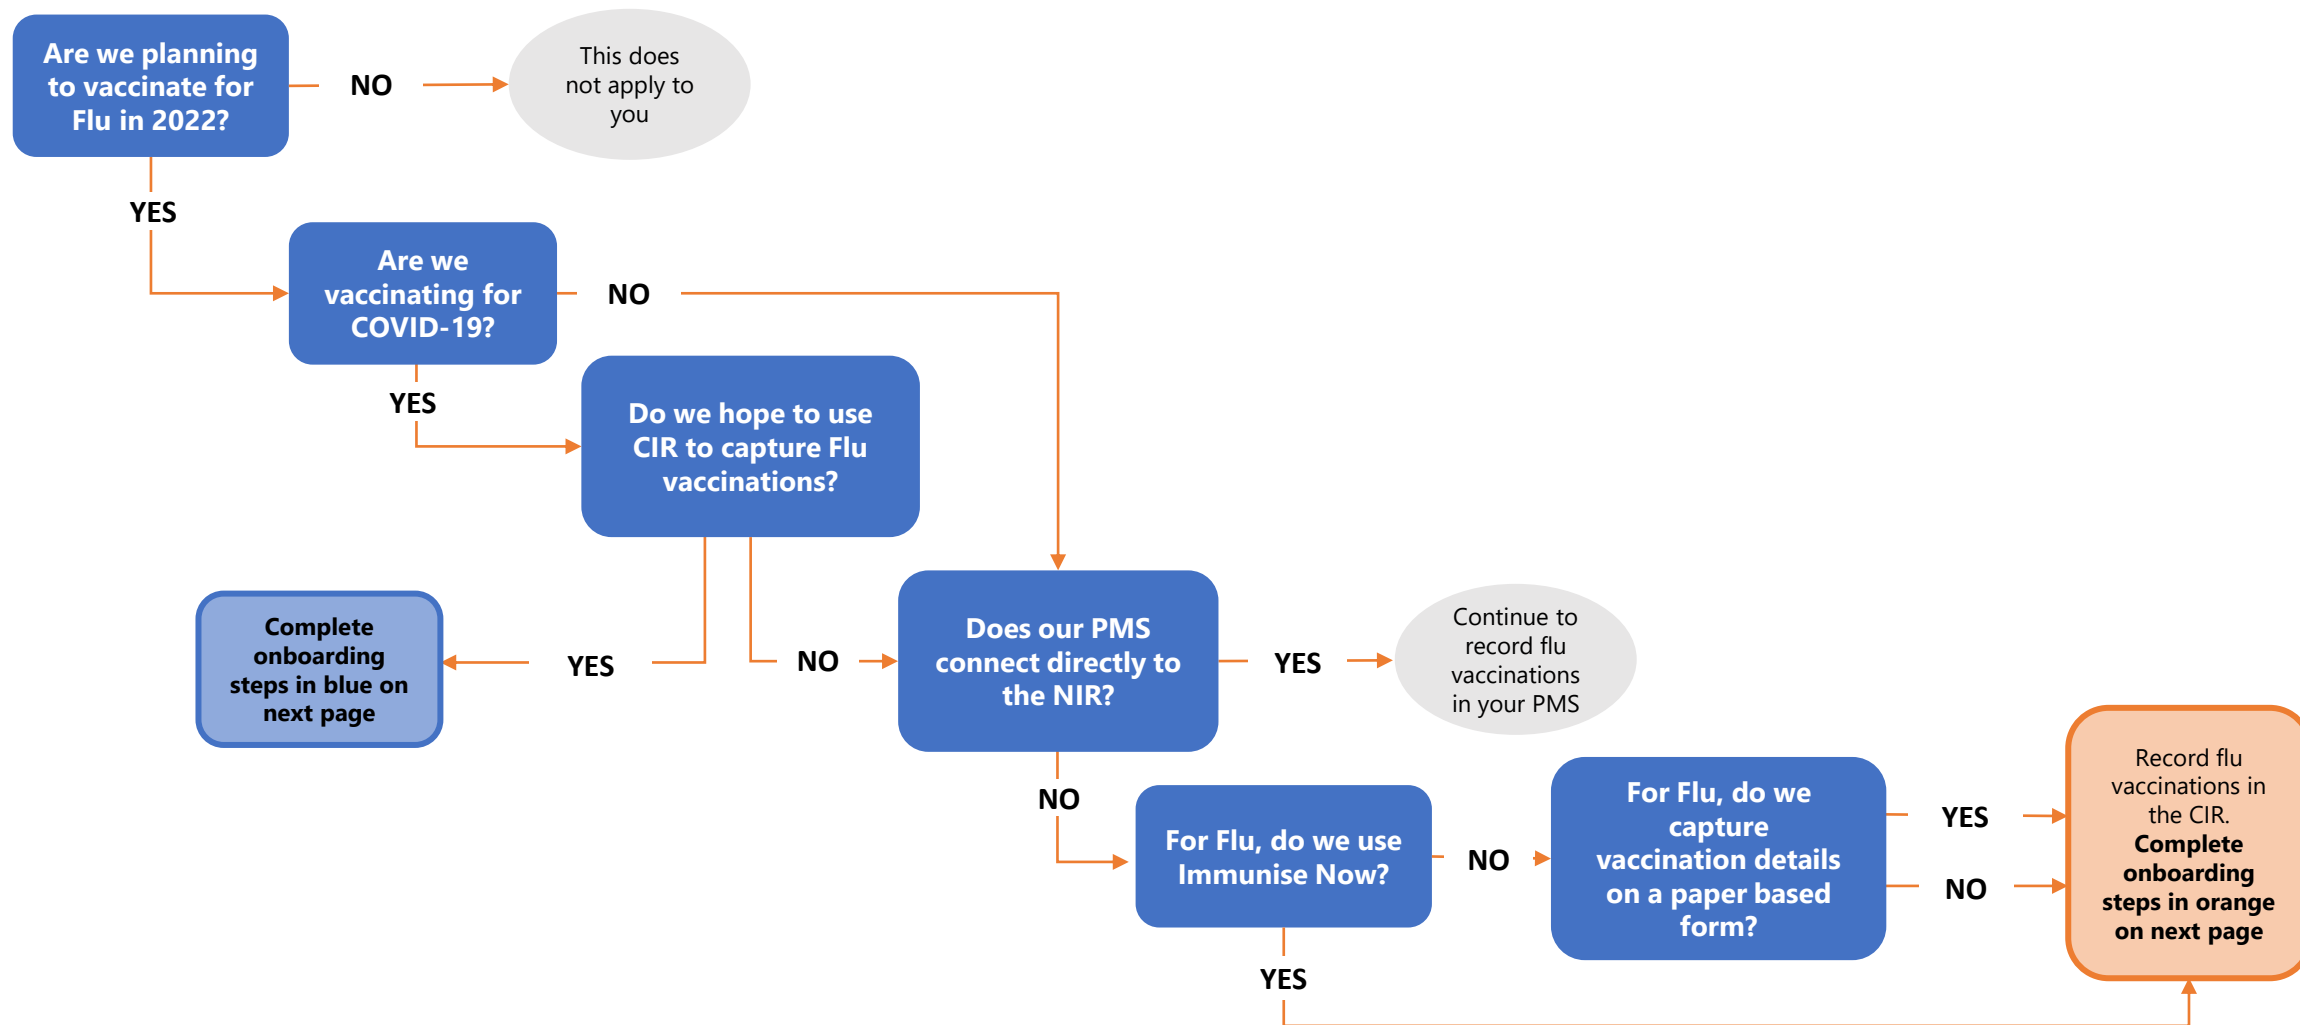 Are we planning
to vaccinate for
Flu in 2022?
NO
This does
not apply to
you
YES
Are we
vaccinating for
COVID-19?
NO
YES
Do we hope to use
CIR to capture Flu
vaccinations?
Complete
onboarding
steps in blue on
next page
YES
NO
Does our PMS
connect directly to
the NIR?
YES
Continue to
record flu
vaccinations
in your PMS
NO
For Flu, do we use
Immunise Now?
NO
For Flu, do we
capture
vaccination details
on a paper based
form?
YES
NO
Record flu
vaccinations in
the CIR.
Complete
onboarding
steps in orange
on next page
YES